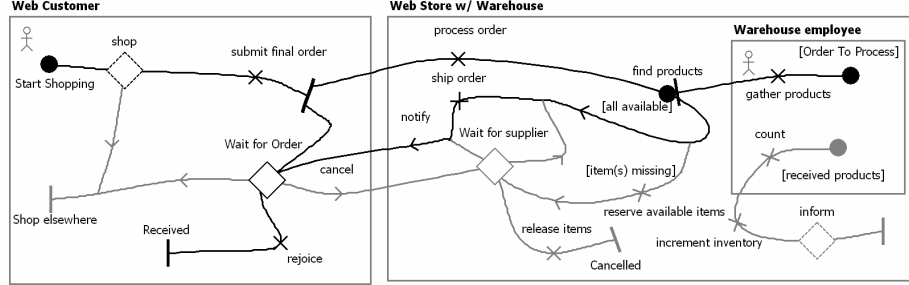 Web Customer
Web Store w/ Warehouse
Warehouse employee
shop
submit final order
process order
[Order To Process]
Start Shopping
ship order
find products
gather products
[all available]
notify
Wait for supplier
count
Wait for Order
cancel
[item(s) missing]
[received products]
Shop elsewhere
reserve available items
inform
Received
release items
increment inventory
rejoice
Cancelled